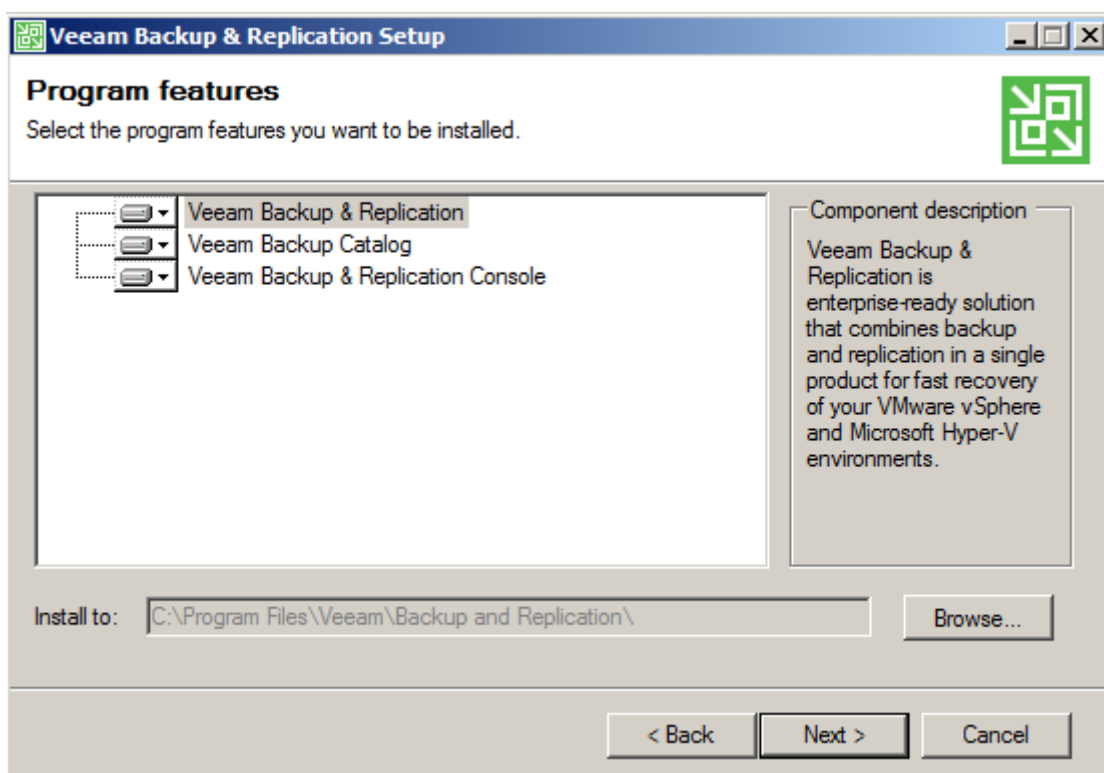 Veeam Backup & Replication Setup
Program features
Select the program features you want to be installed.
Veeam Backup & Replication
Veeam Backup Catalog
Veeam Backup & Replication Console
Component description
Veeam Backup &
Replication is
enterprise-ready solution
that combines backup
and replication in a single
product for fast recovery
of your VMware vSphere
and Microsoft Hyper-V
environments.
Install to: C:\Program Files\Veeam\Backup and Replication\ Browse...
< Back Next > Cancel